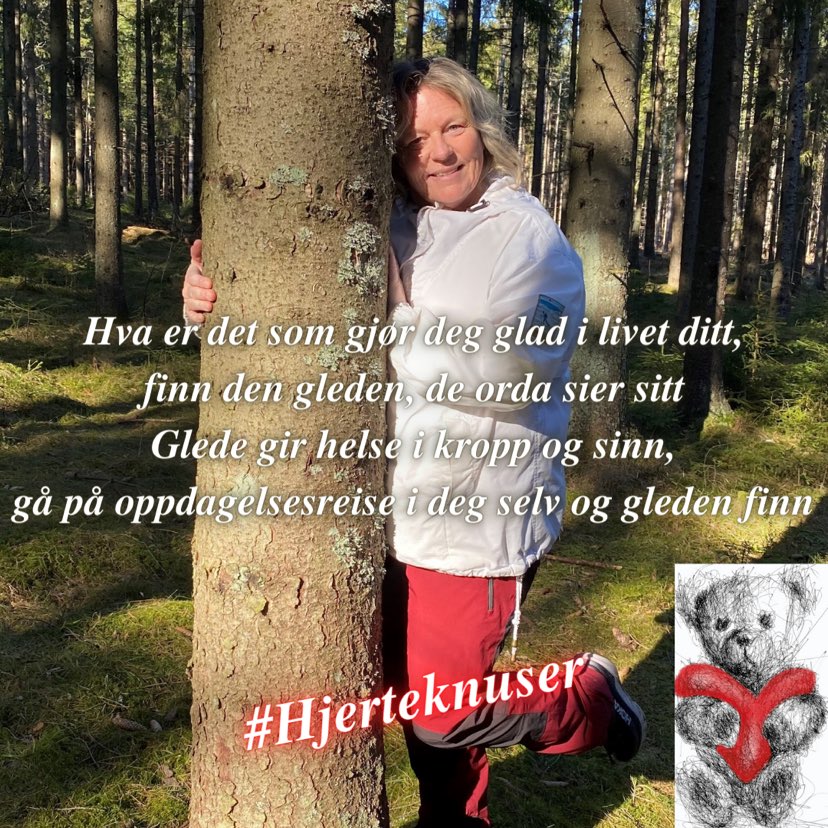 Hva er det som gjør deg glad i livet ditt,
finn den gleden, de orda sier sitt
Glede gir helse i kropp og sinn,
gå på oppdagelsesreise i deg selv og gleden finn
#Hjerteknuser
HOKA